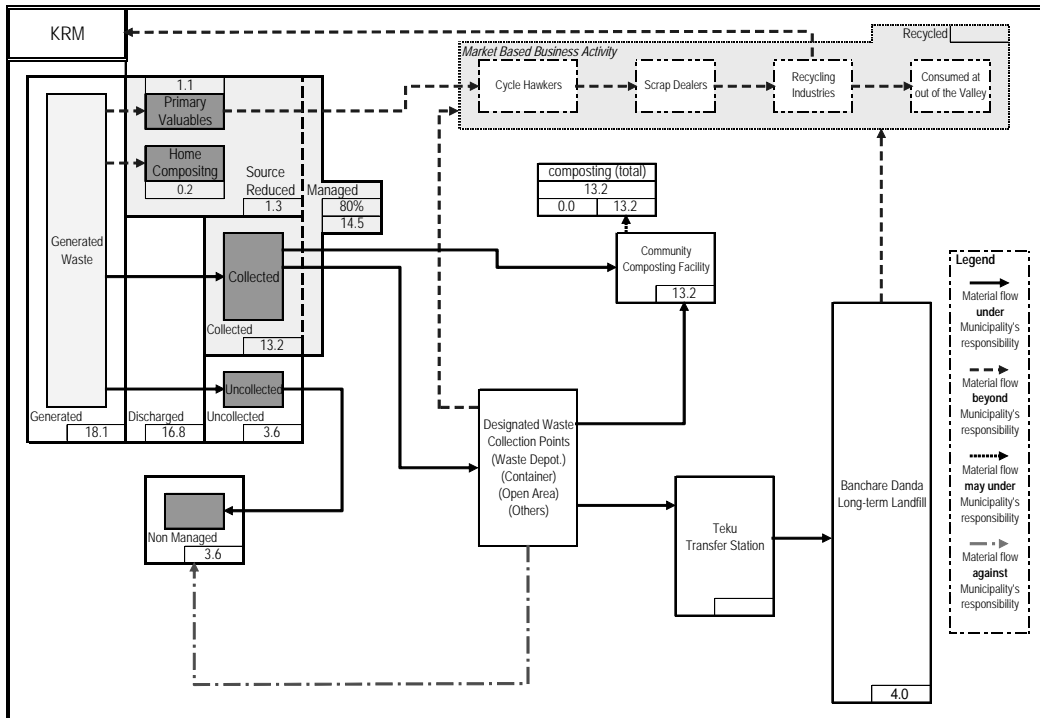 KRM
Recycled
Market Based Business Activity
Cycle Hawkers
Scrap Dealers
Recycling
Industries
Consumed at
out of the Valley
1.1
Primary
Valuables
Home
Compositng
0.2
Source
Reduced
1.3
Managed
80%
14.5
Generated
Waste
Collected
Collected
13.2
Uncollected
Generated
18.1
Discharged
16.8
Uncollected
3.6
Non Managed
3.6
composting (total)
13.2
0.0
13.2
Community
Composting Facility
13.2
Designated Waste
Collection Points
(Waste Depot.)
(Container)
(Open Area)
(Others)
Teku
Transfer Station
Banchare Danda
Long-term Landfill
4.0
Legend
Material flow
under
Municipality's
responsibility
Material flow
beyond
Municipality's
responsibility
Material flow
may under
Municipality's
responsibility
Material flow
against
Municipality's
responsibility